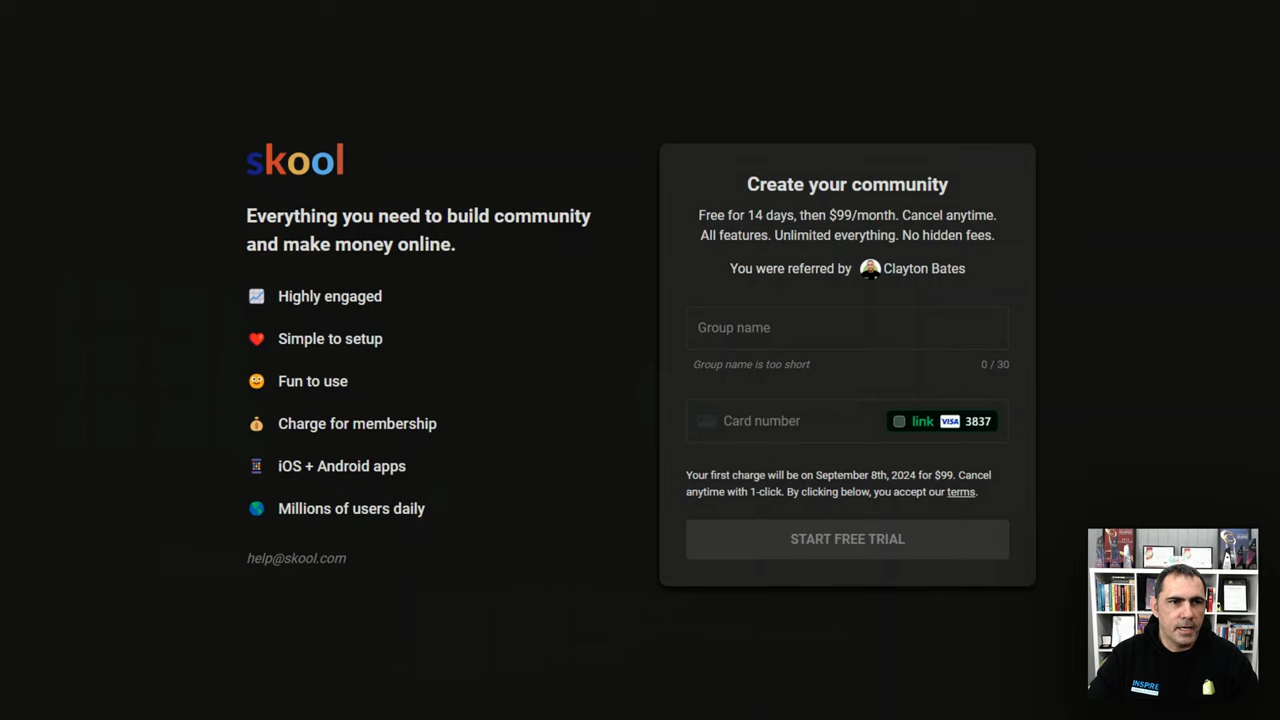 skool
Everything you need to build community
and make money online.
Highly engaged
Simple to setup
Fun to use
Charge for membership
iOS + Android apps
Millions of users daily
help@skool.com
Create your community
Free for 14 days, then $99/month. Cancel anytime.
All features. Unlimited everything. No hidden fees.
You were referred by Clayton Bates
Group name
Group name is too short 0 / 30
Card number link VISA 3837
Your first charge will be on September 8th, 2024 for $99. Cancel
anytime with 1-click. By clicking below, you accept our terms.
START FREE TRIAL
INSPIRE